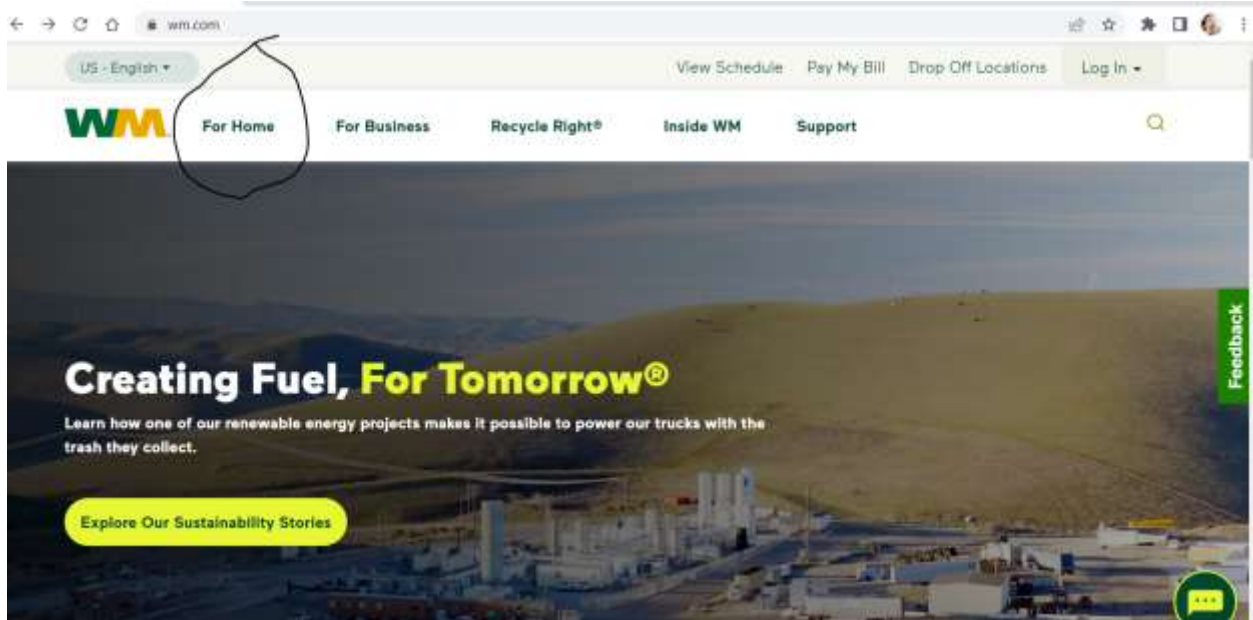 wm.com
US - English
View Schedule Pay My Bill Drop Off Locations Log In
WM For Home For Business Recycle Right® Inside WM Support
Creating Fuel, For Tomorrow®
Learn how one of our renewable energy projects makes it possible to power our trucks with the
trash they collect.
Explore Our Sustainability Stories
Feedback